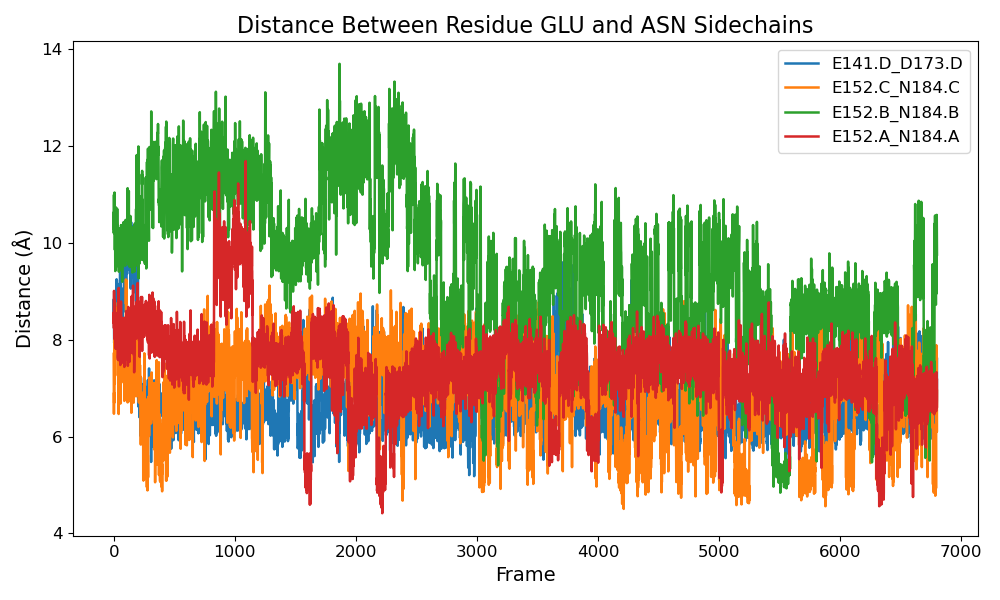 Distance Between Residue GLU and ASN Sidechains
14
12
10
8
6
4
Distance (Å)
E141.D_D173.D
E152.C_N184.C
E152.B_N184.B
E152.A_N184.A
0 1000 2000 3000 4000 5000 6000 7000
Frame